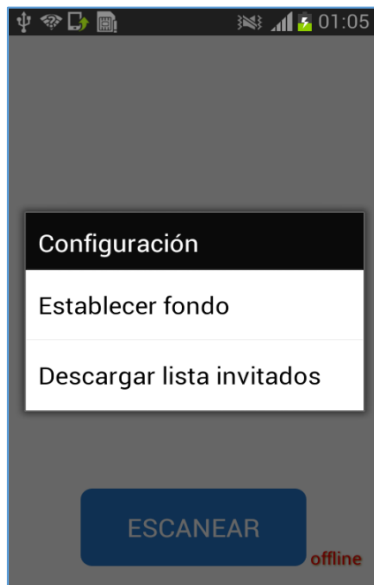 01:05
Configuración
Establecer fondo
Descargar lista invitados
ESCANEAR
offline